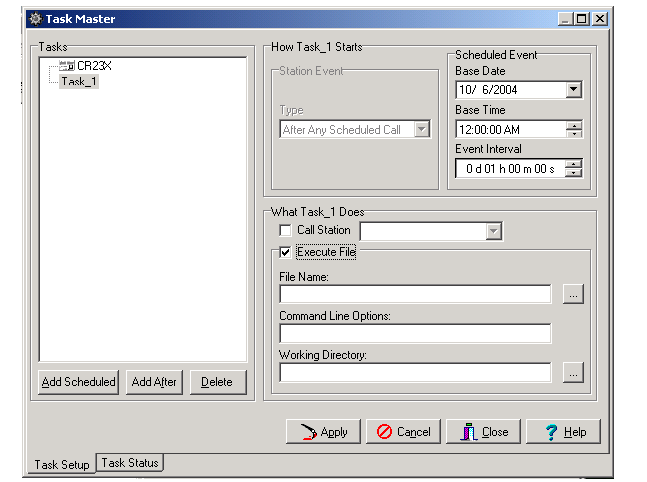 Task Master
Tasks
CR23X
Task_1
Add Scheduled
Add After
Delete
How Task_1 Starts
Station Event
Type
After Any Scheduled Call
Scheduled Event
Base Date
10/ 6/2004
Base Time
12:00:00 AM
Event Interval
0 d 01 h 00 m 00 s
What Task_1 Does
Call Station
Execute File
File Name:
...
Command Line Options:
Working Directory:
...
Apply
Cancel
Close
? Help
Task Setup
Task Status